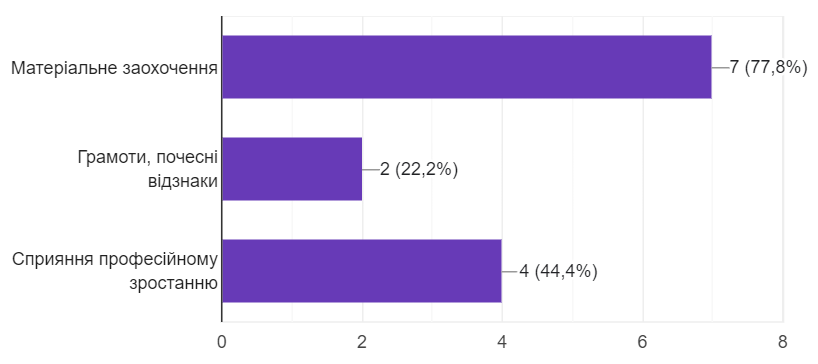 Матеріальне заохочення
7 (77,8%)
Грамоти, почесні
відзнаки
2 (22,2%)
Сприяння професійному
зростанню
4 (44,4%)
0
2
4
6
8